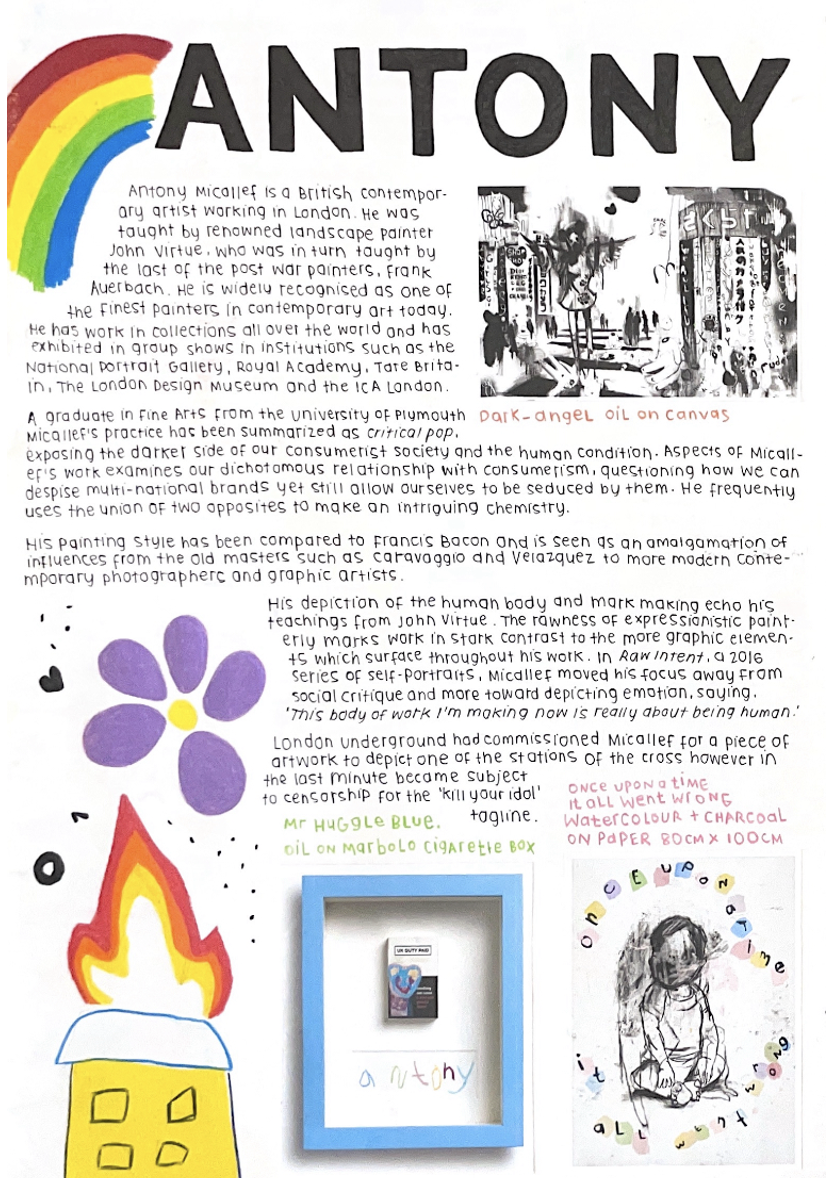 ANTONY
Antony Micallef is a British contempor-
ary artist working in London. He was
taught by renowned landscape painter
John Virtue, who was in turn taught by
the last of the post war painters, Frank
Auerbach. He is widely recognised as one of
the finest painters in contemporary art today.
He has work in collections all over the world and has
exhibited in group shows in institutions such as the
National Portrait Gallery, Royal Academy, Tate Brita-
in, The London Design Museum and the ICA London.
A graduate in Fine Arts from the University of Plymouth
Micallef's practice has been summarized as critical pop,
Dark-angel oil on canvas
exposing the darker side of our consumerist society and the human condition. Aspects of Micall-
ef's work examines our dichotomous relationship with consumerism, questioning how we can
despise multi-national brands yet still allow ourselves to be seduced by them. He frequently
uses the union of two opposites to make an intriguing chemistry.
His painting style has been compared to Francis Bacon and is seen as an amalgamation of
influences from the old masters such as Caravaggio and Velazquez to more modern conte-
mporary photographers and graphic artists.
His depiction of the human body and mark making echo his
teachings from John Virtue. The rawness of expressionistic paint-
erly marks work in stark contrast to the more graphic elemen-
ts which surface throughout his work. In Raw Intent, a 2016
series of self-portraits, Micallef moved his focus away from
social critique and more toward depicting emotion, saying,
'This body of work I'm making now is really about being human.'
London underground had commissioned Micallef for a piece of
artwork to depict one of the stations of the cross however in
the last minute became subject
to censorship for the 'kill your idol'
tagline.
Mr Huggle Blue.
oil on Marbolo Cigarette Box
once upon a time
it all went wrong
watercolour + charcoal
on paper 80cm x 100cm
UK DUTY PAID
antony
once upon a time
it all went wrong